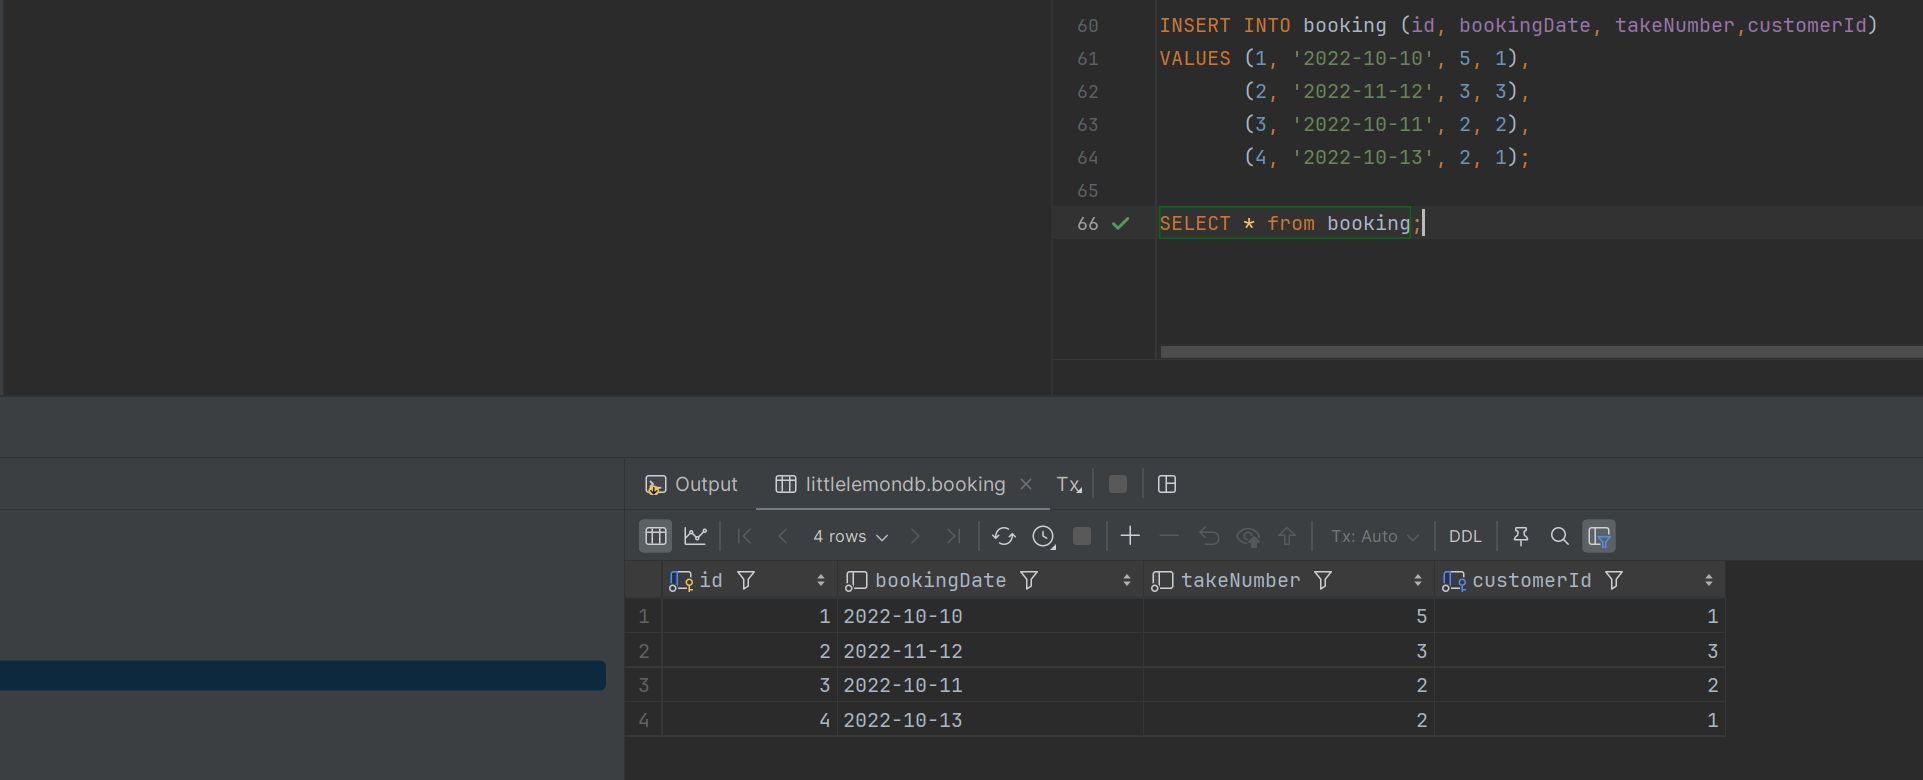 60 INSERT INTO booking (id, bookingDate, takeNumber,customerId)
61 VALUES (1, '2022-10-10', 5, 1),
62 (2, '2022-11-12', 3, 3),
63 (3, '2022-10-11', 2, 2),
64 (4, '2022-10-13', 2, 1);
65
66 SELECT * from booking;
Output littlelemondb.booking Tx
4 rows Tx: Auto DDL
id bookingDate takeNumber customerId
1 1 2022-10-10 5 1
2 2 2022-11-12 3 3
3 3 2022-10-11 2 2
4 4 2022-10-13 2 1